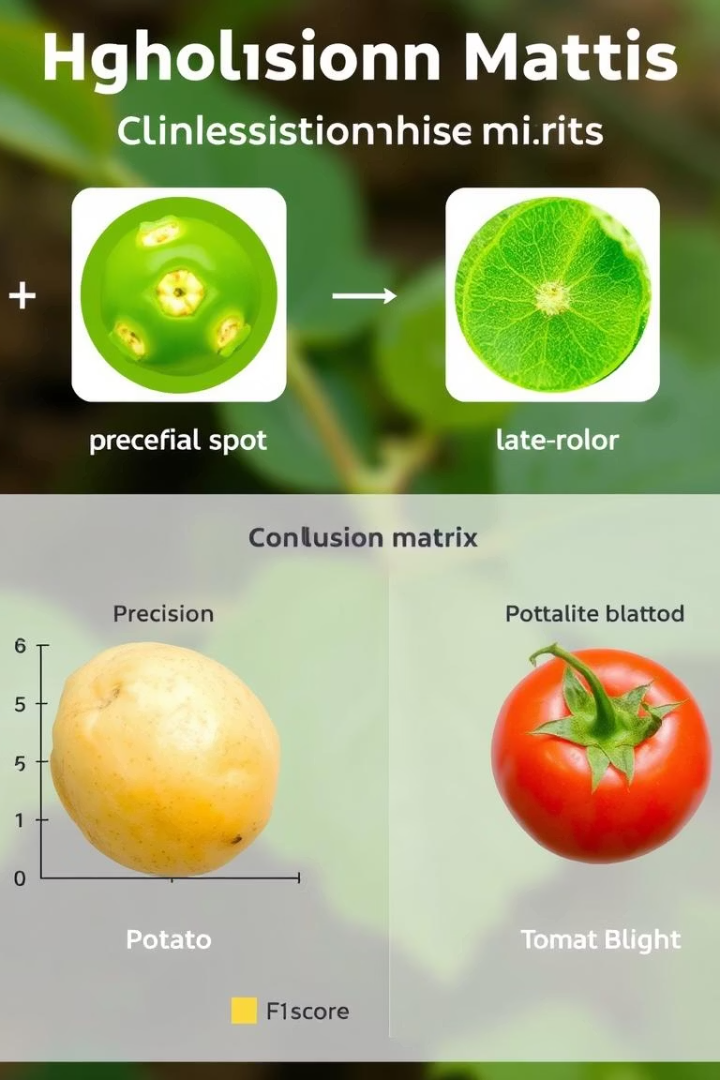 Hgholısionn Mattis
Clinlessistionnhise mi.rits
+
precefial spot
late-rolor
Conllusion matrix
Precision
Pottalite blattod
6
5
5
1
0
Potato
Tomat Blight
F1score